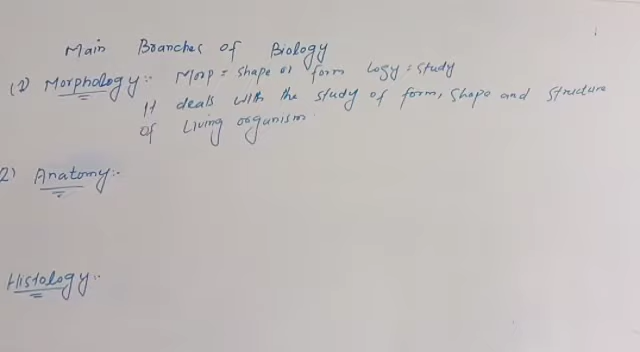 Main Branches of Biology
(1) Morphology:- Morp = shape or form Logy = study
It deals with the study of form, shape and structure
of Living organism.
2) Anatomy:-
Histology:-